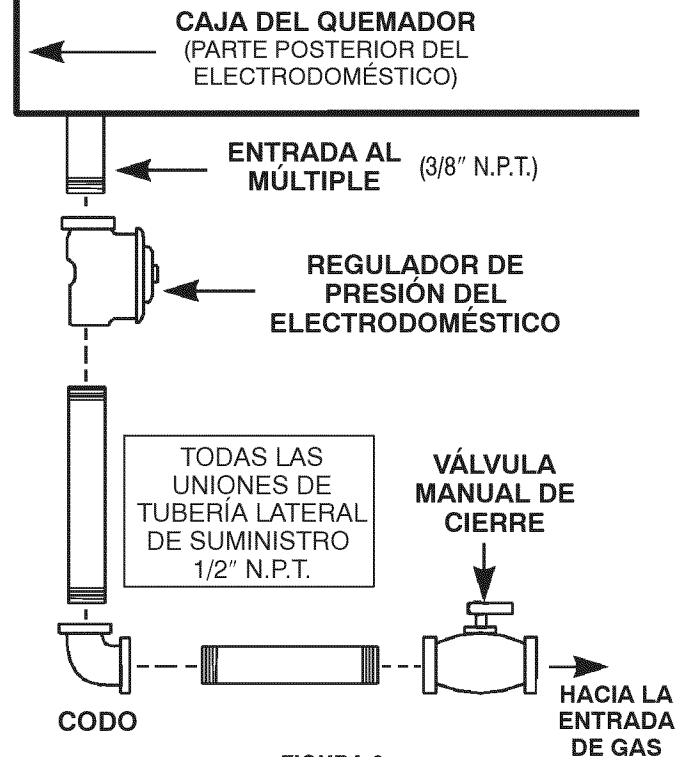 CAJA DEL QUEMADOR
(PARTE POSTERIOR DEL
ELECTRODOMÉSTICO)
ENTRADA AL
MÚLTIPLE
(3/8″ N.P.T.)
REGULADOR DE
PRESIÓN DEL
ELECTRODOMÉSTICO
TODAS LAS
UNIONES DE
TUBERÍA LATERAL
DE SUMINISTRO
1/2″ N.P.T.
VÁLVULA
MANUAL DE
CIERRE
CODO
HACIA LA
ENTRADA
DE GAS